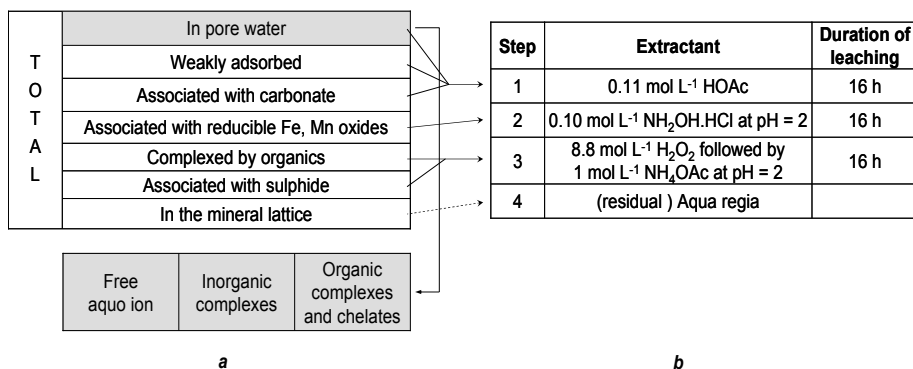 TOTAL
In pore water
Weakly adsorbed
Associated with carbonate
Associated with reducible Fe, Mn oxides
Complexed by organics
Associated with sulphide
In the mineral lattice
Free
aquo ion
Inorganic
complexes
Organic
complexes
and chelates
a
Step Extractant Duration of
leaching
1 0.11 mol L-1 HOAc 16 h
2 0.10 mol L-1 NH2OH.HCl at pH = 2 16 h
3 8.8 mol L-1 H2O2 followed by
1 mol L-1 NH4OAc at pH = 2 16 h
4 (residual ) Aqua regia
b